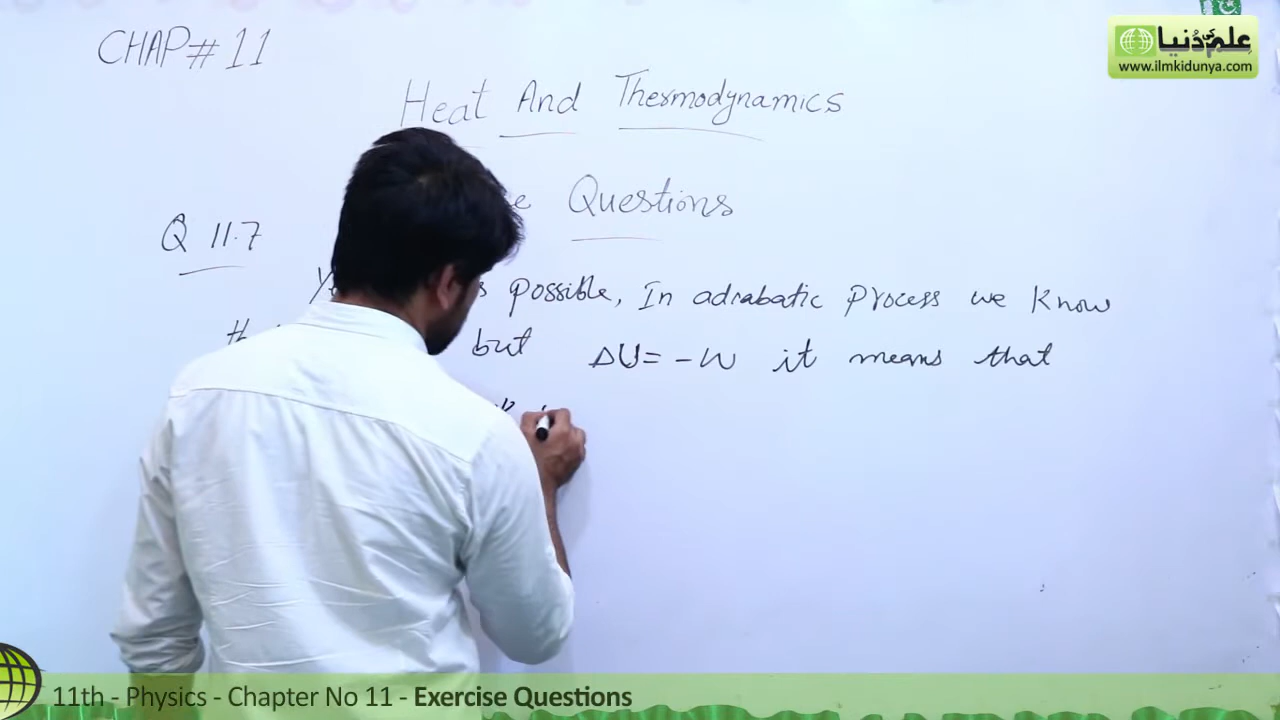 CHAP# 11
علم کی دُنیا
www.ilmkidunya.com
Heat And Thermodynamics
Questions
Q 11.7
possible, In adiabatic Process we Know
but ΔU= -W it means that
11th - Physics - Chapter No 11 - Exercise Questions